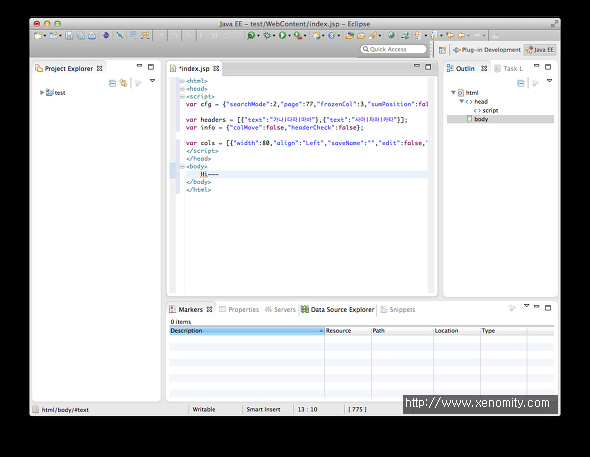 Java EE - test/WebContent/index.jsp - Eclipse
Quick Access
Plug-in Development
Java EE
Project Explorer
test
*index.jsp
<html>
<head>
<script>
var cfg = {"searchMode":2,"page":77,"frozenCol":3,"sumPosition":fal
var headers = [[{"text":"가나|다라|마바"},{"text":"사아|자차|카타"}];
var info = {"colMove":false,"headerCheck":false};
var cols = [{"width":80,"align":"Left","saveName":"","edit":false,"
</script>
</head>
<body>
Hi~~~
</body>
</html>
Outlin
Task L
html
head
script
body
Markers
Properties
Servers
Data Source Explorer
Snippets
0 items
Description
Resource
Path
Location
Type
html/body/#text
Writable
Smart Insert
13 : 10
[ 775 ]
http://www.xenomity.com